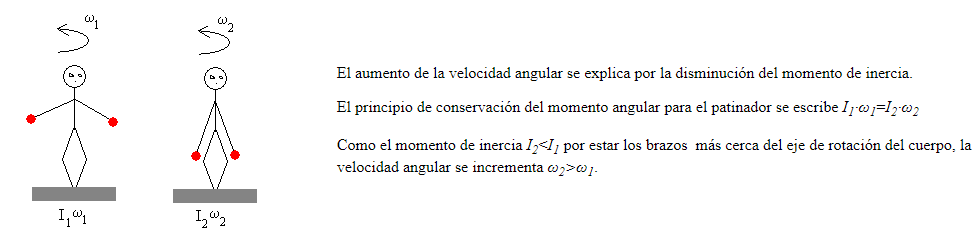 ω1
ω2
El aumento de la velocidad angular se explica por la disminución del momento de inercia.
El principio de conservación del momento angular para el patinador se escribe I1·ω1=I2·ω2
Como el momento de inercia I2<I1 por estar los brazos más cerca del eje de rotación del cuerpo, la
velocidad angular se incrementa ω2>ω1.
I1ω1
I2ω2